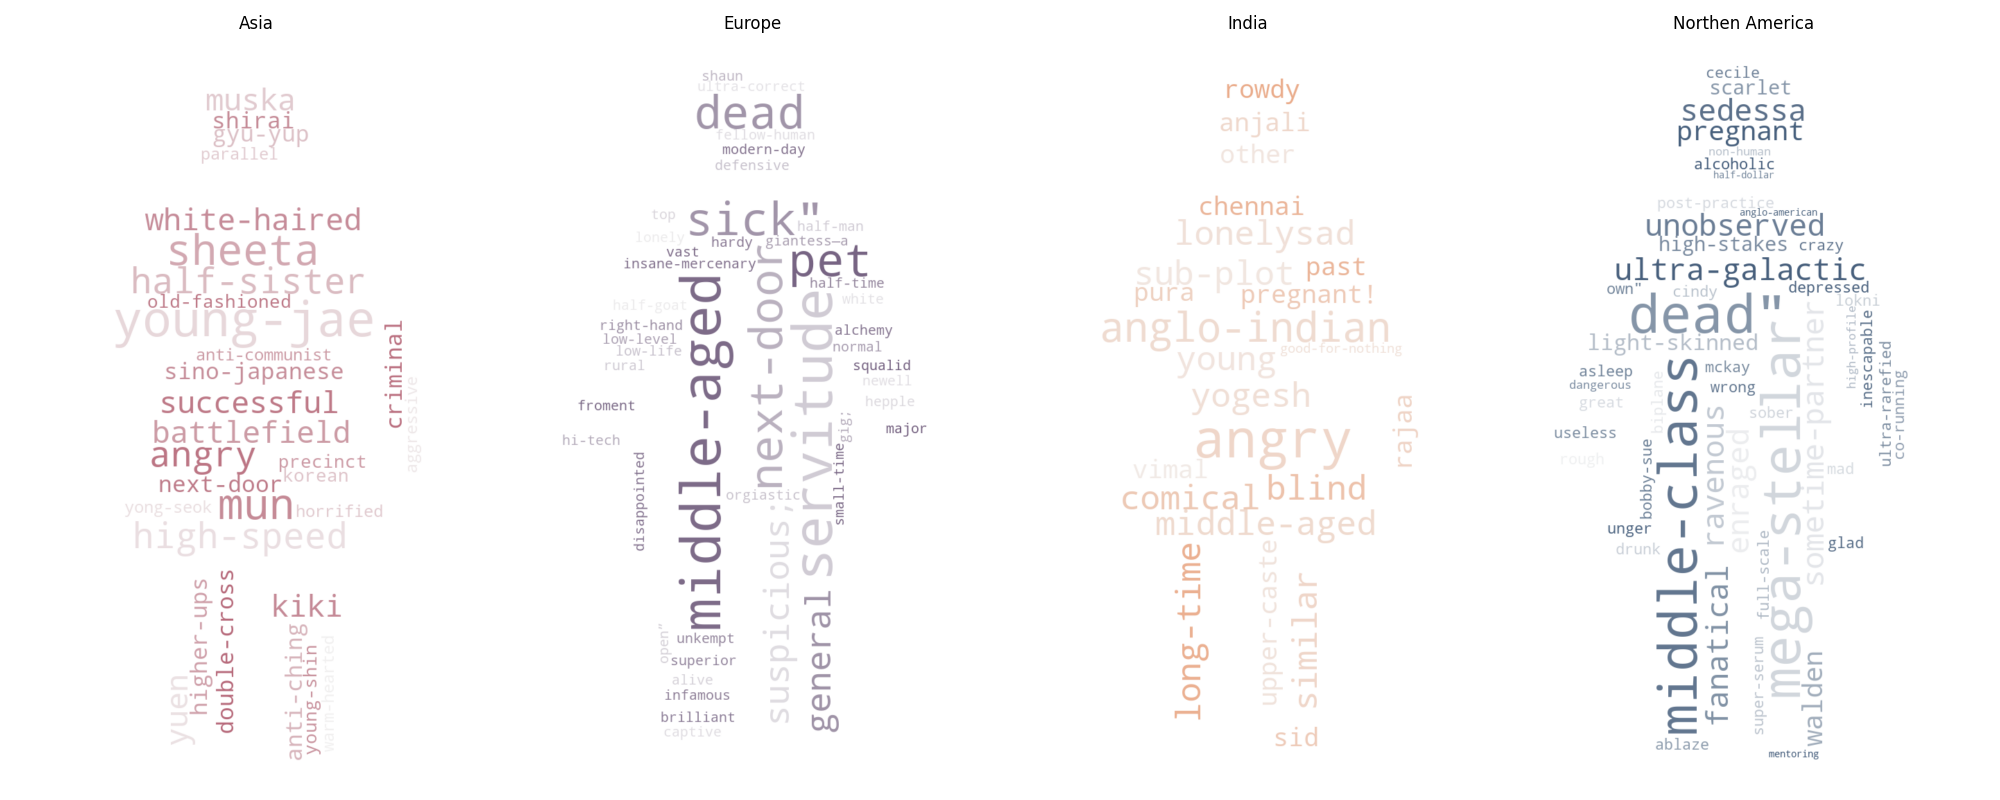 Asia
muska
shirai
gyu-yup
parallel
white-haired
sheeta
half-sister
old-fashioned
young-jae
anti-communist
sino-japanese
criminal
aggressive
successful
battlefield
angry
precinct
korean
next-door
mun
yong-seok
horrified
high-speed
higher-ups
double-cross
yuen
kiki
anti-ching
young-shin
warm-hearted
Europe
shaun
ultra-correct
dead
fellow-human
modern-day
defensive
top
sick"
half-man
lonely
hardy
giantess—a
vast
insane-mercenary
pet
half-time
half-goat
white
middle-aged
next-door
servitude
right-hand
low-level
low-life
rural
alchemy
normal
squalid
newell
froment
hepple
hi-tech
major
gig;
small-time
disappointed
orgiastic
suspicious;
general
open"
unkempt
superior
alive
infamous
brilliant
captive
India
rowdy
anjali
other
chennai
lonelysad
sub-plot
past
pura
pregnant!
anglo-indian
young
good-for-nothing
yogesh
rajaa
angry
vimal
comical
blind
middle-aged
long-time
upper-caste
similar
sid
Northen America
cecile
scarlet
sedessa
pregnant
non-human
alcoholic
half-dollar
post-practice
anglo-american
unobserved
high-stakes
crazy
ultra-galactic
own"
cindy
depressed
lokni
dead"
light-skinned
high-profile
inescapable
ultra-rarefied
co-running
asleep
mckay
dangerous
wrong
great
biplane
sober
useless
rough
mad
middle-class
ravenous
enraged
mega-stellar
sometime-partner
bobby-sue
unger
drunk
glad
full-scale
fanatical
super-serum
walden
ablaze
mentoring